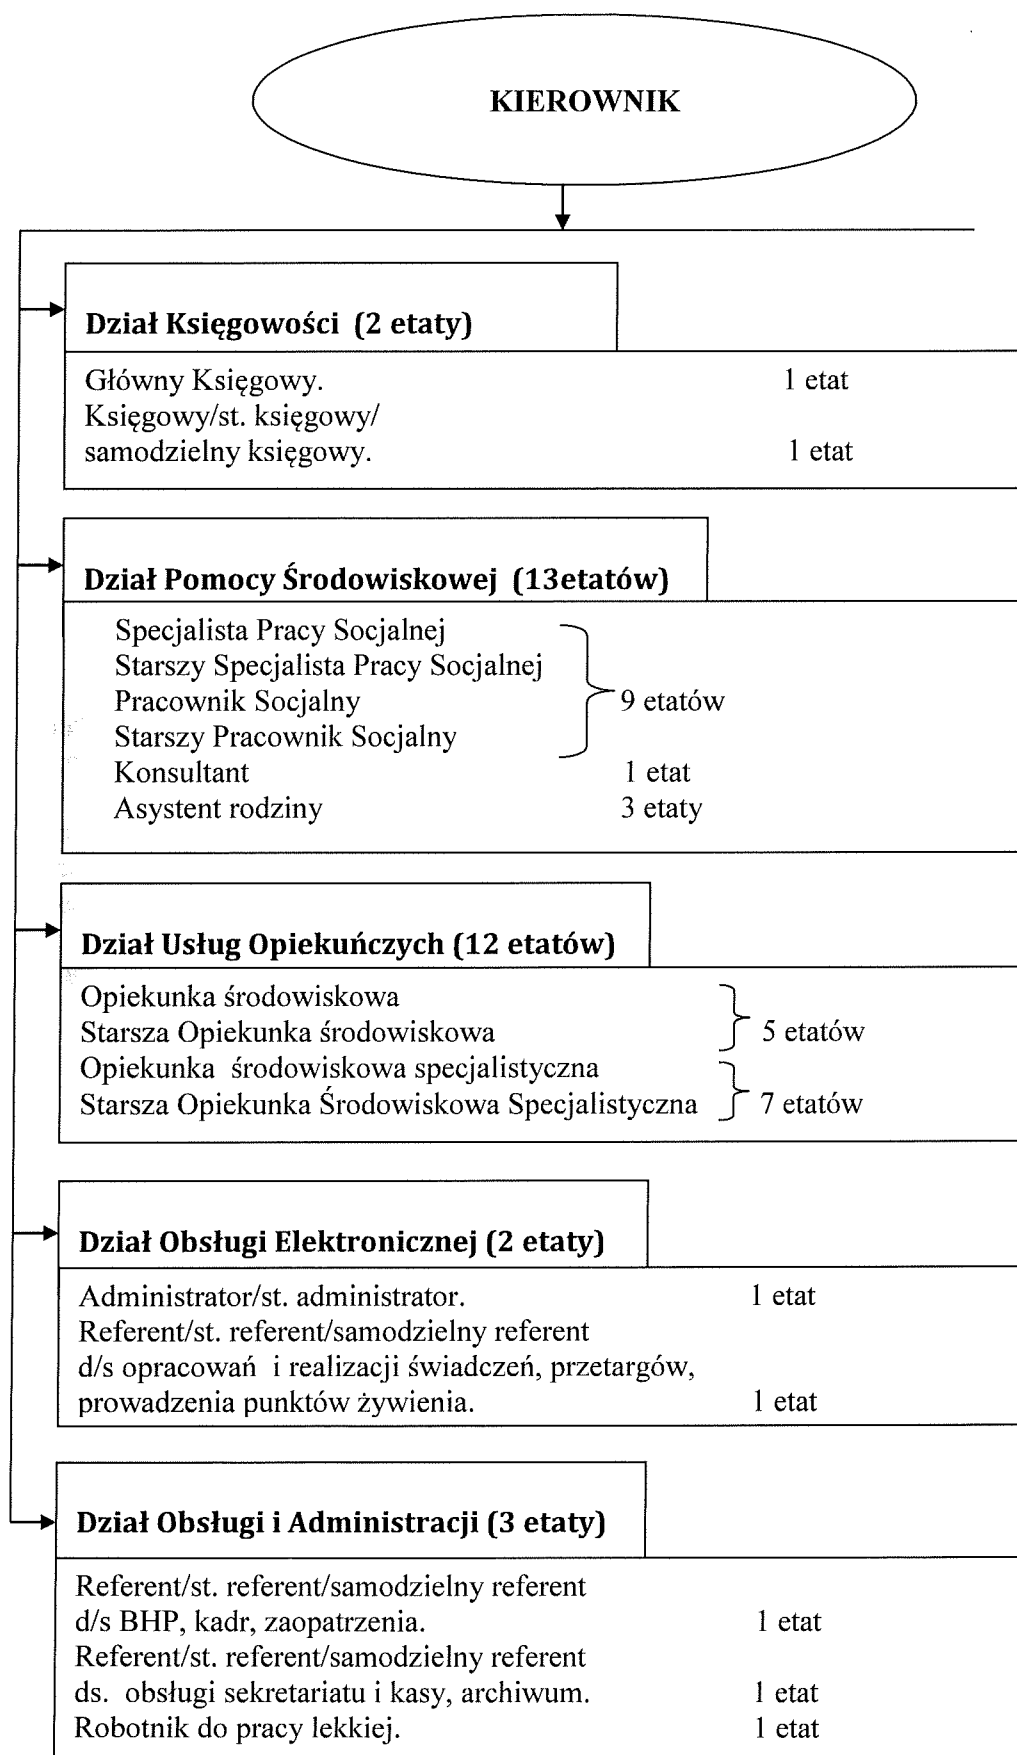 KIEROWNIK
Dział Księgowości (2 etaty)
Główny Księgowy. 1 etat
Księgowy/st. księgowy/
samodzielny księgowy. 1 etat
Dział Pomocy Środowiskowej (13etatów)
Specjalista Pracy Socjalnej
Starszy Specjalista Pracy Socjalnej
Pracownik Socjalny 9 etatów
Starszy Pracownik Socjalny
Konsultant 1 etat
Asystent rodziny 3 etaty
Dział Usług Opiekuńczych (12 etatów)
Opiekunka środowiskowa
Starsza Opiekunka środowiskowa 5 etatów
Opiekunka środowiskowa specjalistyczna
Starsza Opiekunka Środowiskowa Specjalistyczna 7 etatów
Dział Obsługi Elektronicznej (2 etaty)
Administrator/st. administrator. 1 etat
Referent/st. referent/samodzielny referent
d/s opracowań i realizacji świadczeń, przetargów,
prowadzenia punktów żywienia. 1 etat
Dział Obsługi i Administracji (3 etaty)
Referent/st. referent/samodzielny referent
d/s BHP, kadr, zaopatrzenia. 1 etat
Referent/st. referent/samodzielny referent
ds. obsługi sekretariatu i kasy, archiwum. 1 etat
Robotnik do pracy lekkiej. 1 etat